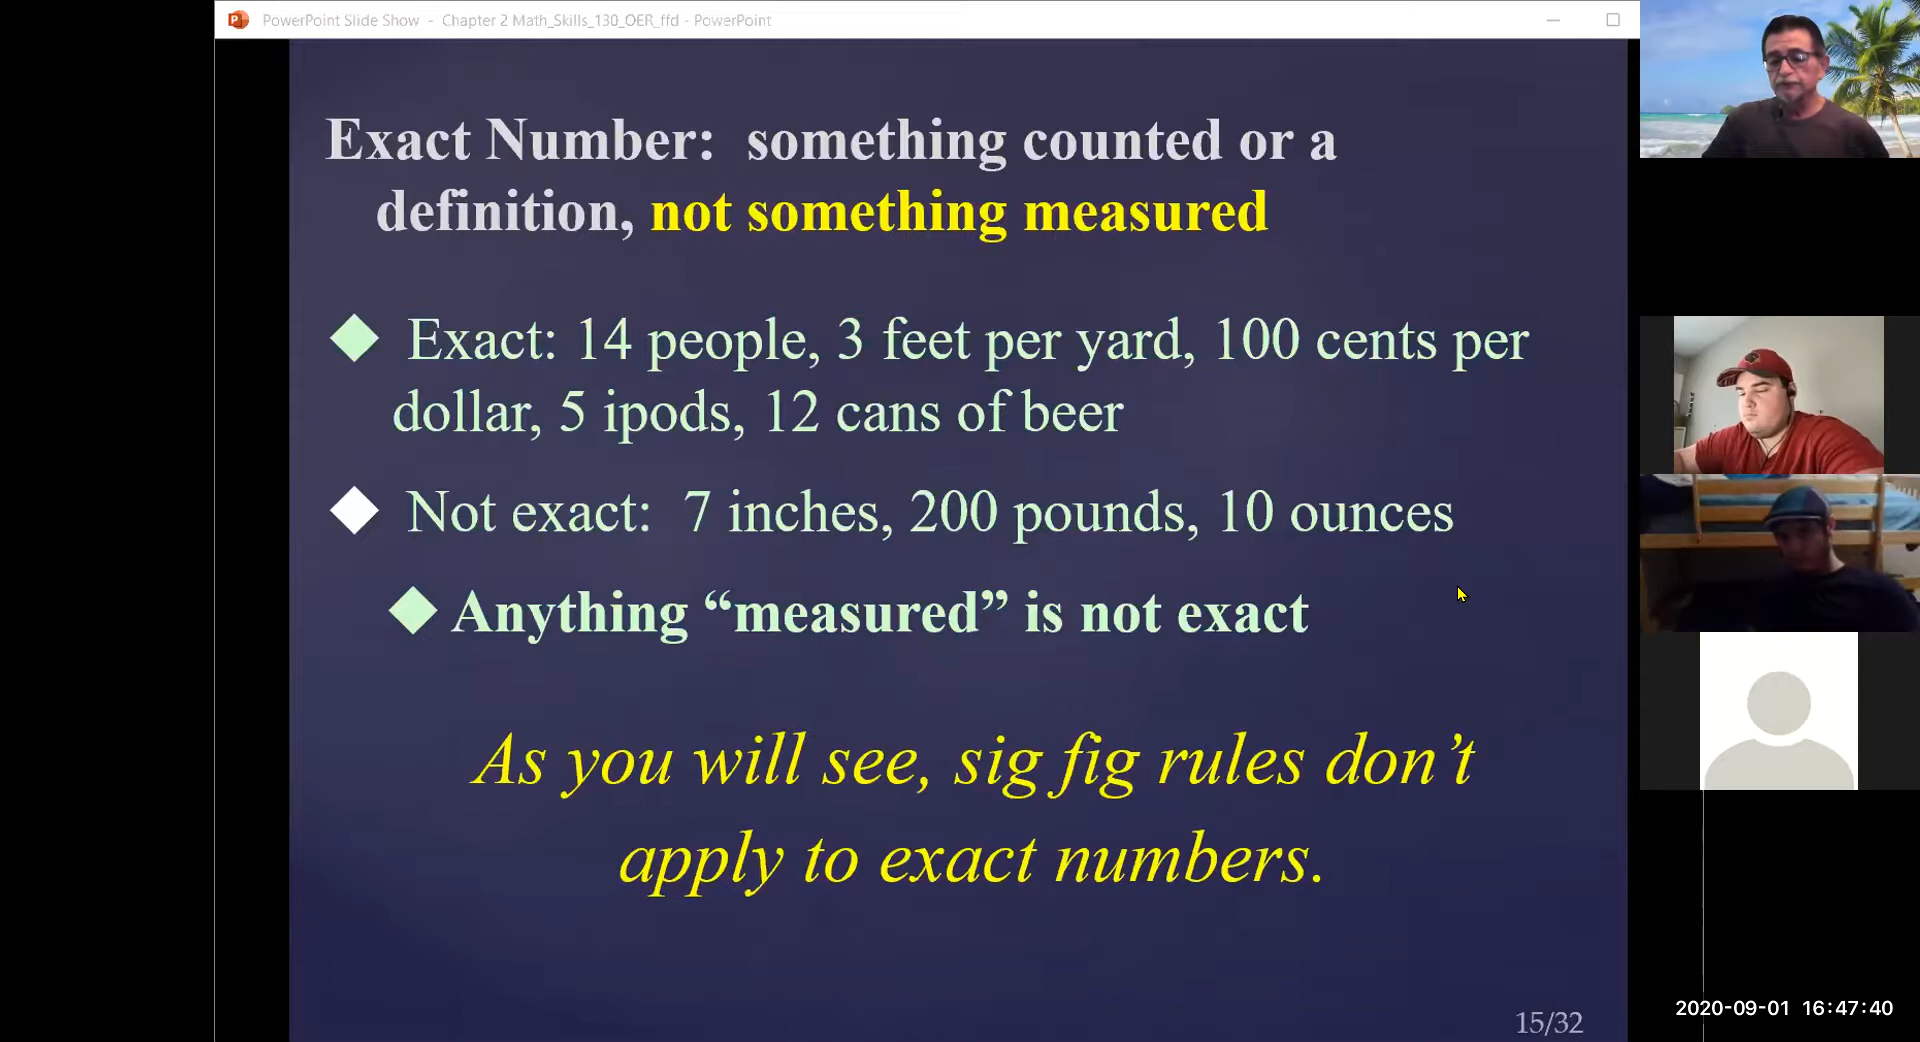 PowerPoint Slide Show - Chapter 2 Math_Skills_130_OER_ffd - PowerPoint
Exact Number: something counted or a
definition, not something measured
Exact: 14 people, 3 feet per yard, 100 cents per
dollar, 5 ipods, 12 cans of beer
Not exact: 7 inches, 200 pounds, 10 ounces
Anything “measured” is not exact
As you will see, sig fig rules don’t
apply to exact numbers.
15/32
2020-09-01 16:47:40